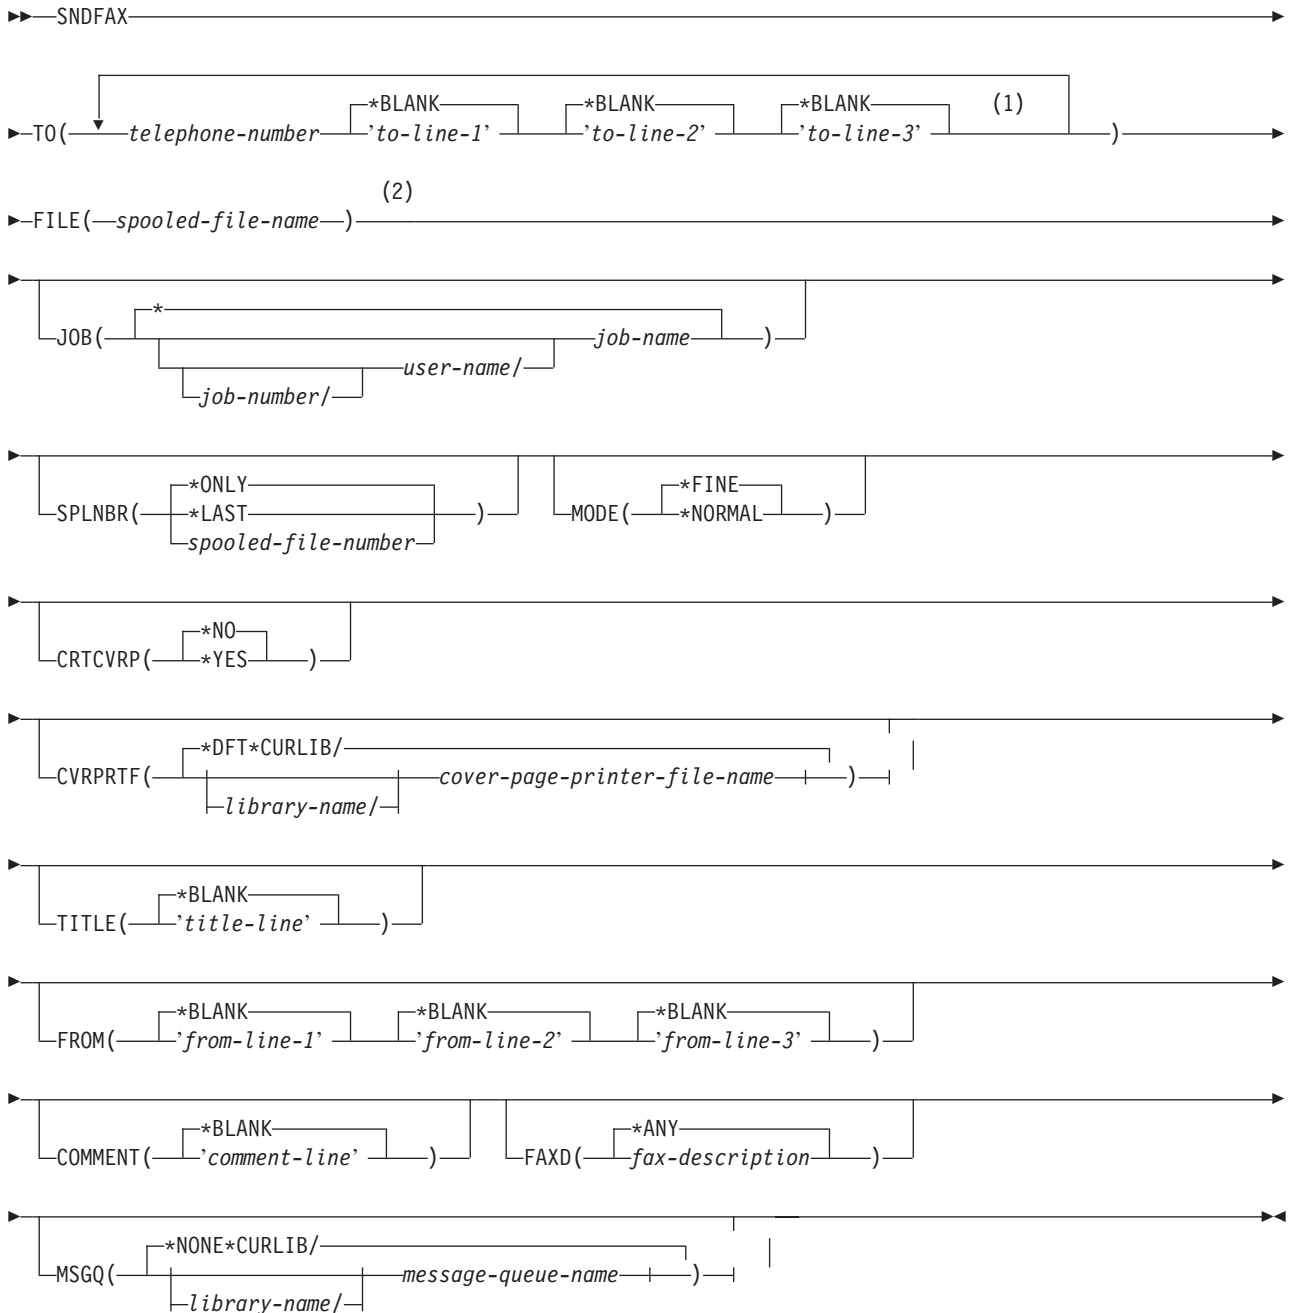 SNDFAX
*BLANK *BLANK *BLANK (1)
TO( telephone-number 'to-line-1' 'to-line-2' 'to-line-3' )
(2)
FILE( spooled-file-name )
*
JOB( job-name )
user-name/
job-number/
*ONLY *FINE
SPLNBR( *LAST ) MODE( *NORMAL )
spooled-file-number
*NO
CRTCVRP( *YES )
*DFT*CURLIB/
CVRPRTF( cover-page-printer-file-name )
library-name/
*BLANK
TITLE( 'title-line' )
*BLANK *BLANK *BLANK
FROM( 'from-line-1' 'from-line-2' 'from-line-3' )
*BLANK *ANY
COMMENT( 'comment-line' ) FAXD( fax-description )
*NONE*CURLIB/
MSGQ( message-queue-name )
library-name/